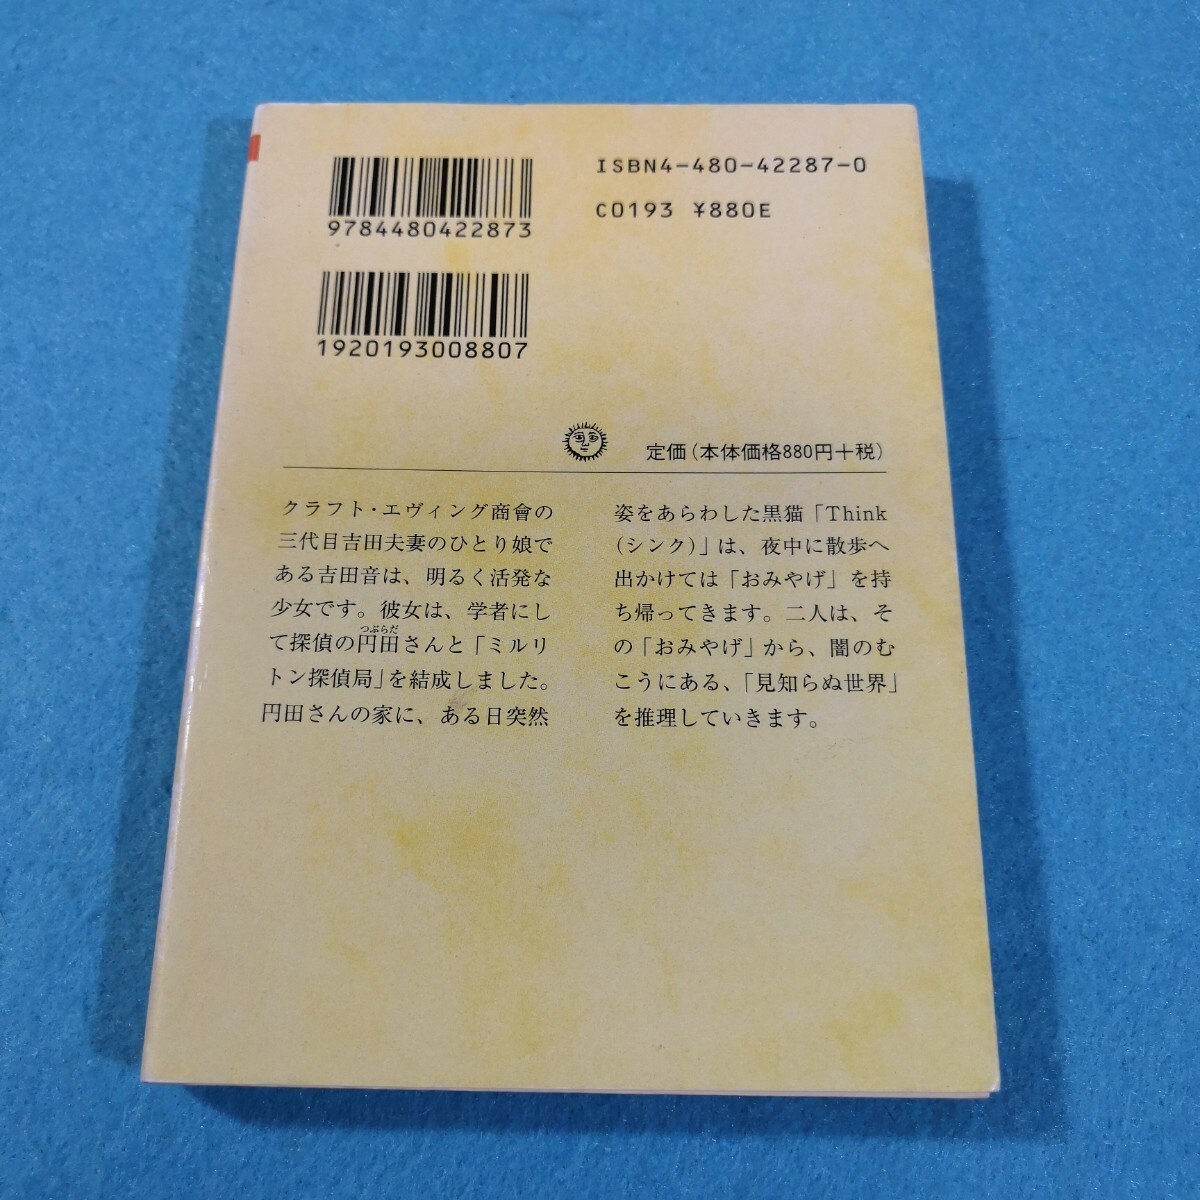 9784480422873
ISBN4-480-42287-0
C0193 ¥880E
1920193008807
定価(本体価格880円+税)
クラフト・エヴィング商會の
三代目吉田夫妻のひとり娘で
ある吉田音は、明るく活発な
少女です。彼女は、学者にし
つぶらだ
て探偵の円田さんと「ミルリ
トン探偵局」を結成しました。
円田さんの家に、ある日突然
姿をあらわした黒猫「Think
(シンク)」は、夜中に散歩へ
出かけては「おみやげ」を持
ち帰ってきます。二人は、そ
の「おみやげ」から、闇のむ
こうにある、「見知らぬ世界」
を推理していきます。